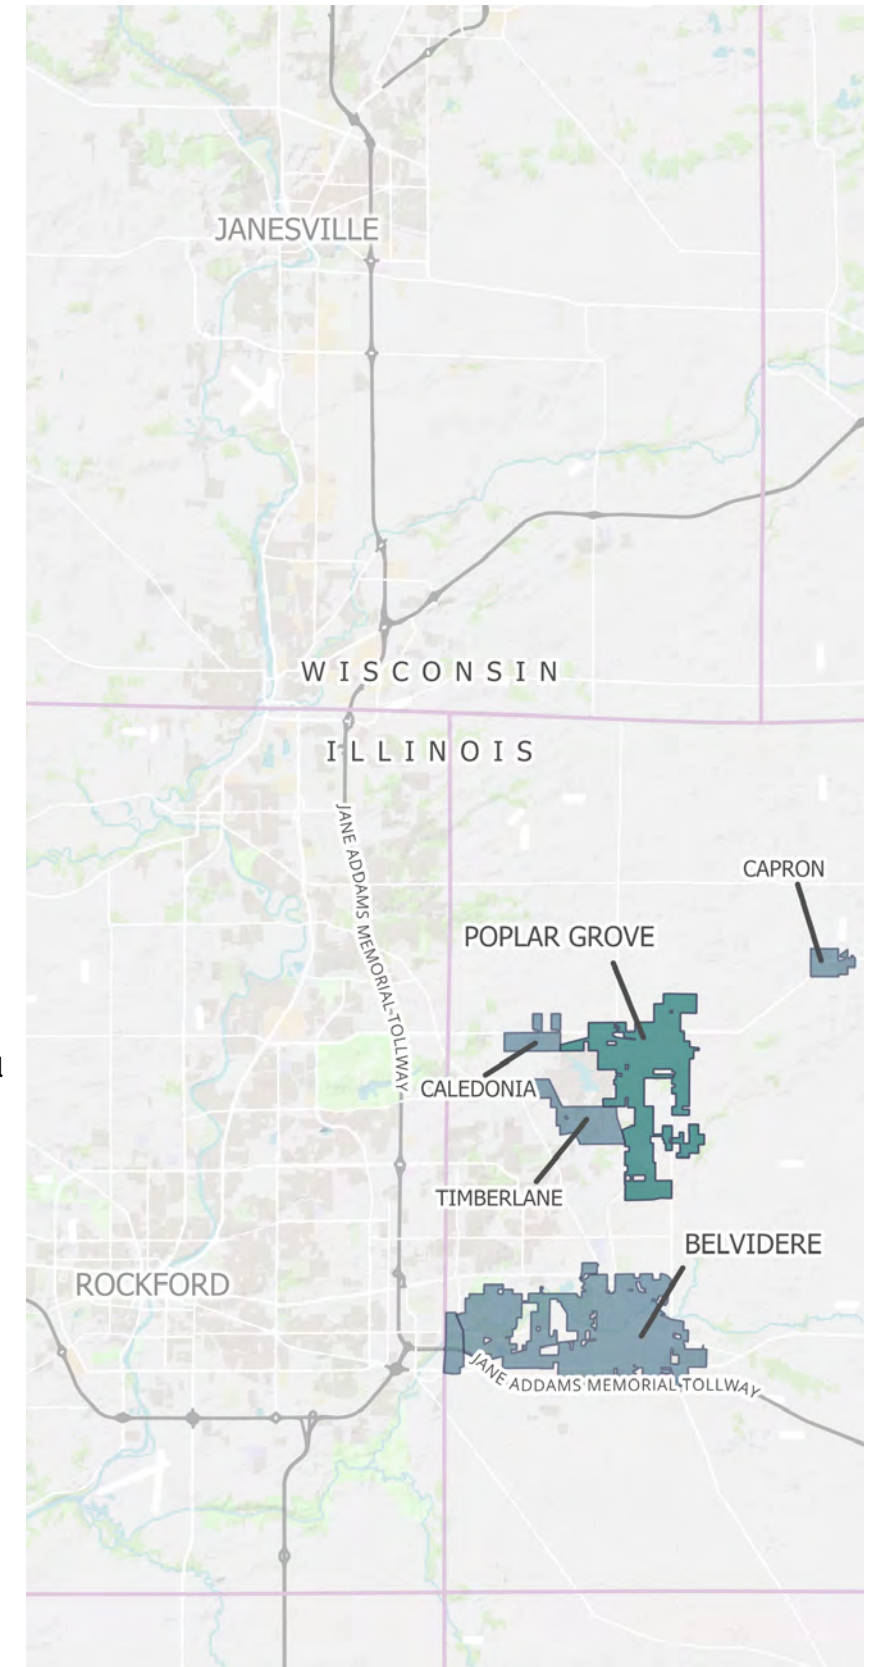 JANESVILLE
WISCONSIN
ILLINOIS
JANE ADDAMS MEMORIAL TOLLWAY
CAPRON
POPLAR GROVE
CALEDONIA
TIMBERLANE
BELVIDERE
ROCKFORD
JANE ADDAMS MEMORIAL TOLLWAY